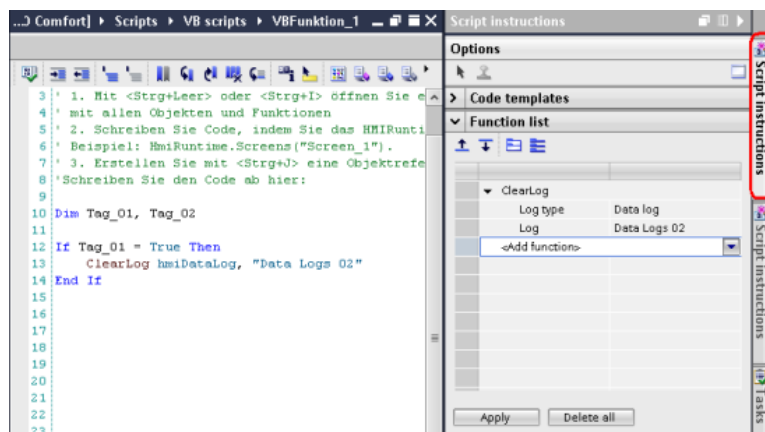 ...O Comfort] ▸ Scripts ▸ VB scripts ▸ VBFunktion_1
3 ' 1. Mit <Strg+Leer> oder <Strg+I> öffnen Sie e
4 ' mit allen Objekten und Funktionen
5 ' 2. Schreiben Sie Code, indem Sie das HMIRunti
6 ' Beispiel: HmiRuntime.Screens("Screen_1").
7 ' 3. Erstellen Sie mit <Strg+J> eine Objektrefe
8 'Schreiben Sie den Code ab hier:
9
10 Dim Tag_01, Tag_02
11
12 If Tag_01 = True Then
13 ClearLog hmiDataLog, "Data Logs 02"
14 End If
15
16
17
18
19
20
21
22
23
Script instructions
Options
Code templates
Function list
ClearLog
Log type Data log
Log Data Logs 02
<Add function>
Apply Delete all
Script instructions
Script instructions
Tasks